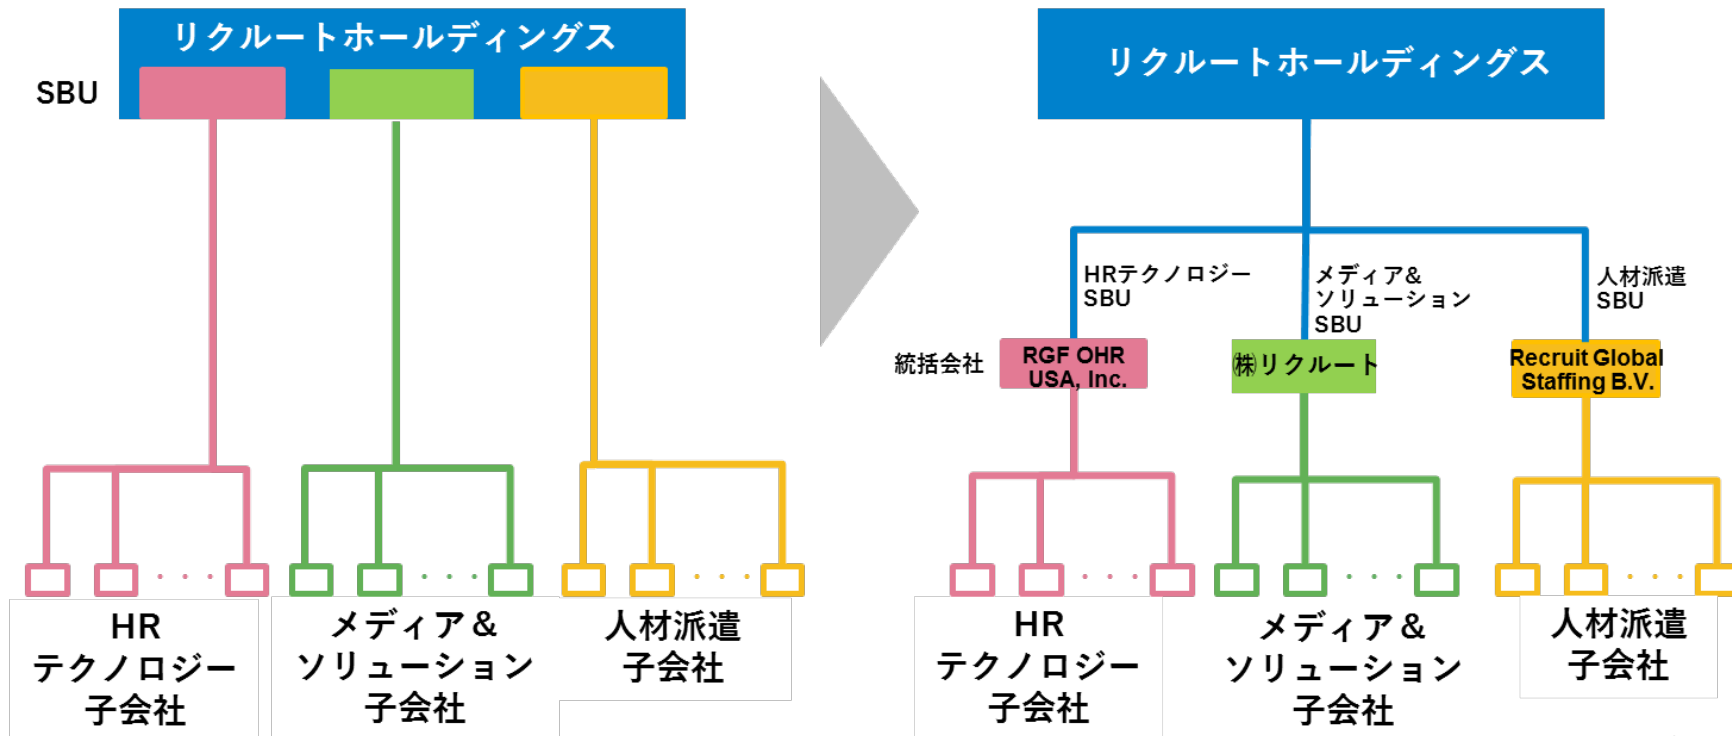 リクルートホールディングス
SBU
HR
テクノロジー
子会社
メディア＆
ソリューション
子会社
人材派遣
子会社
リクルートホールディングス
HRテクノロジー
SBU
メディア&
ソリューション
SBU
人材派遣
SBU
統括会社
RGF OHR
USA, Inc.
㈱リクルート
Recruit Global
Staffing B.V.
HR
テクノロジー
子会社
メディア＆
ソリューション
子会社
人材派遣
子会社